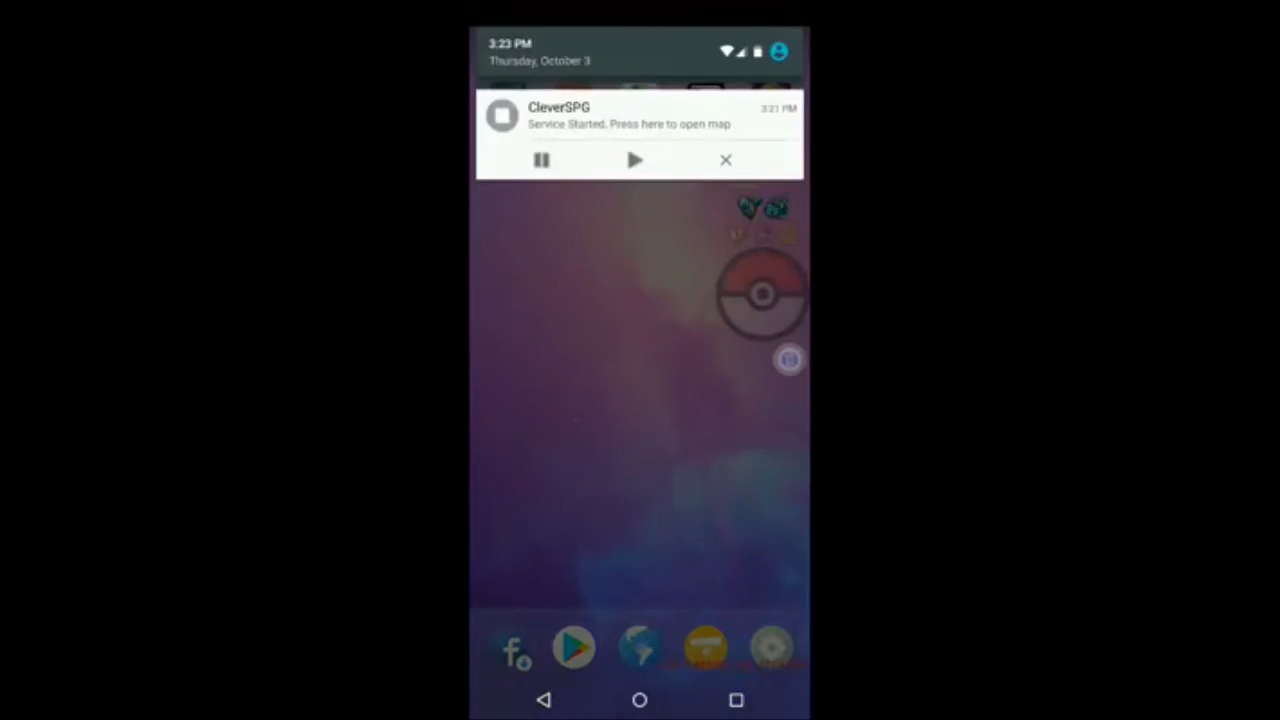 3:23 PM
Thursday, October 3
CleverSPG
3:21 PM
Service Started. Press here to open map